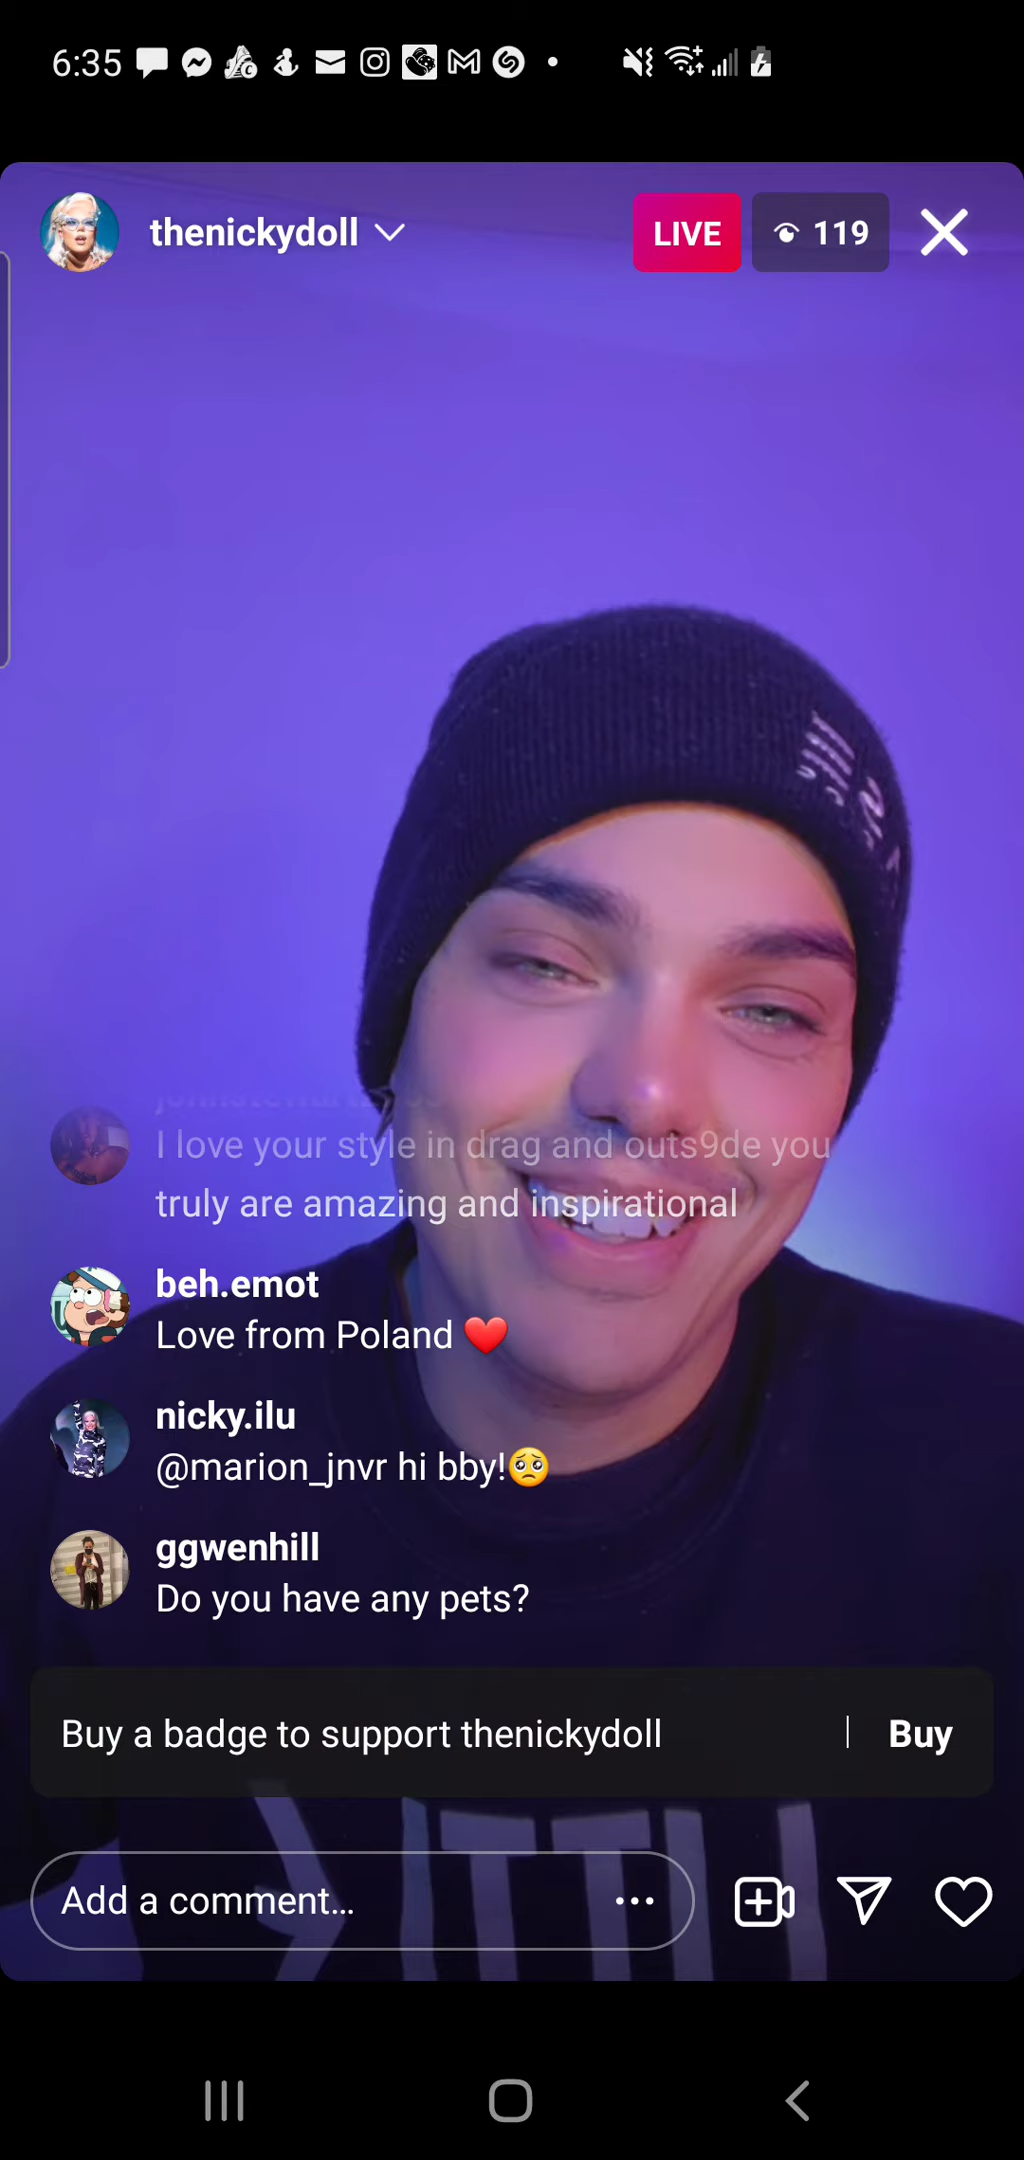 6:35
thenickydoll
LIVE
119
I love your style in drag and outs9de you
truly are amazing and inspirational
beh.emot
Love from Poland ❤️
nicky.ilu
@marion_jnvr hi bby!🥺
ggwenhill
Do you have any pets?
Buy a badge to support thenickydoll
Buy
Add a comment...